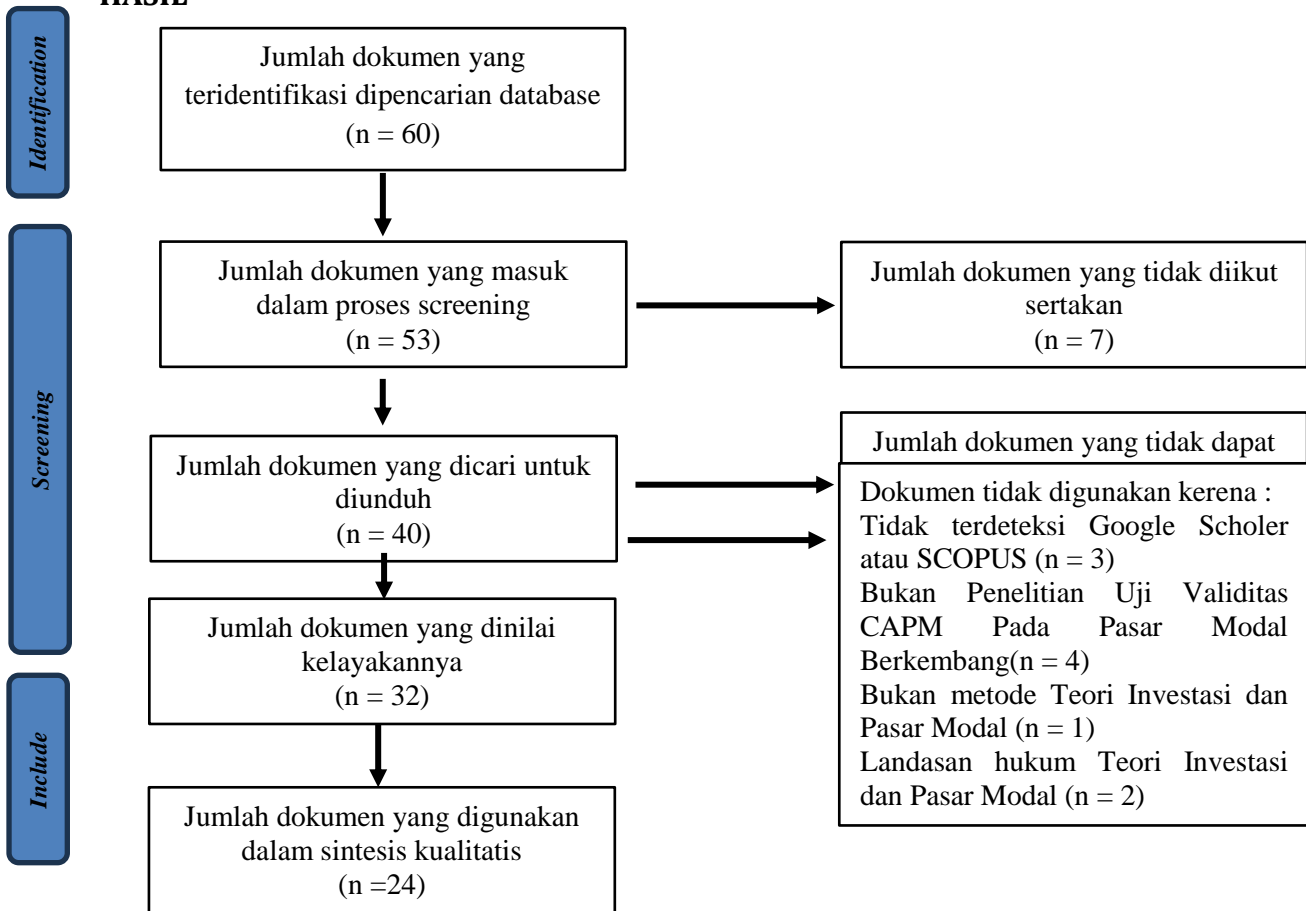 HASIL
Identification
Jumlah dokumen yang
teridentifikasi dipencarian database
(n = 60)
Screening
Jumlah dokumen yang masuk
dalam proses screening
(n = 53)
Jumlah dokumen yang tidak diikut
sertakan
(n = 7)
Jumlah dokumen yang dicari untuk
diunduh
(n = 40)
Jumlah dokumen yang tidak dapat
Dokumen tidak digunakan kerena :
Tidak terdeteksi Google Scholer
atau SCOPUS (n = 3)
Bukan Penelitian Uji Validitas
CAPM Pada Pasar Modal
Berkembang(n = 4)
Bukan metode Teori Investasi dan
Pasar Modal (n = 1)
Landasan hukum Teori Investasi
dan Pasar Modal (n = 2)
Jumlah dokumen yang dinilai
kelayakannya
(n = 32)
Include
Jumlah dokumen yang digunakan
dalam sintesis kualitatis
(n =24)